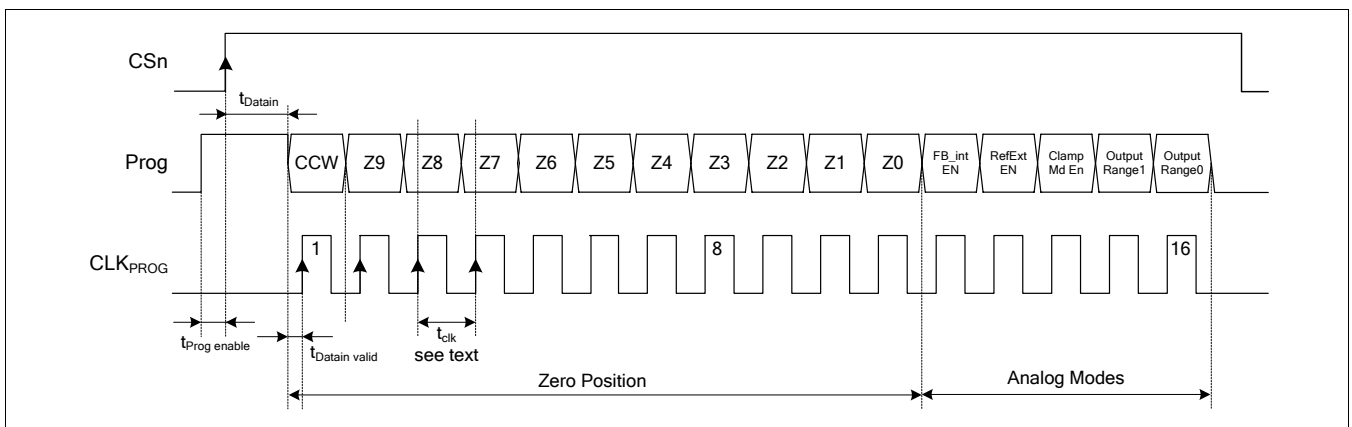 CSn
tDatain
Prog
CCW
Z9
Z8
Z7
Z6
Z5
Z4
Z3
Z2
Z1
Z0
FB_int
EN
RefExt
EN
Clamp
Md En
Output
Range1
Output
Range0
CLKPROG
1
8
16
tProg enable
tDatain valid
tclk
see text
Zero Position
Analog Modes